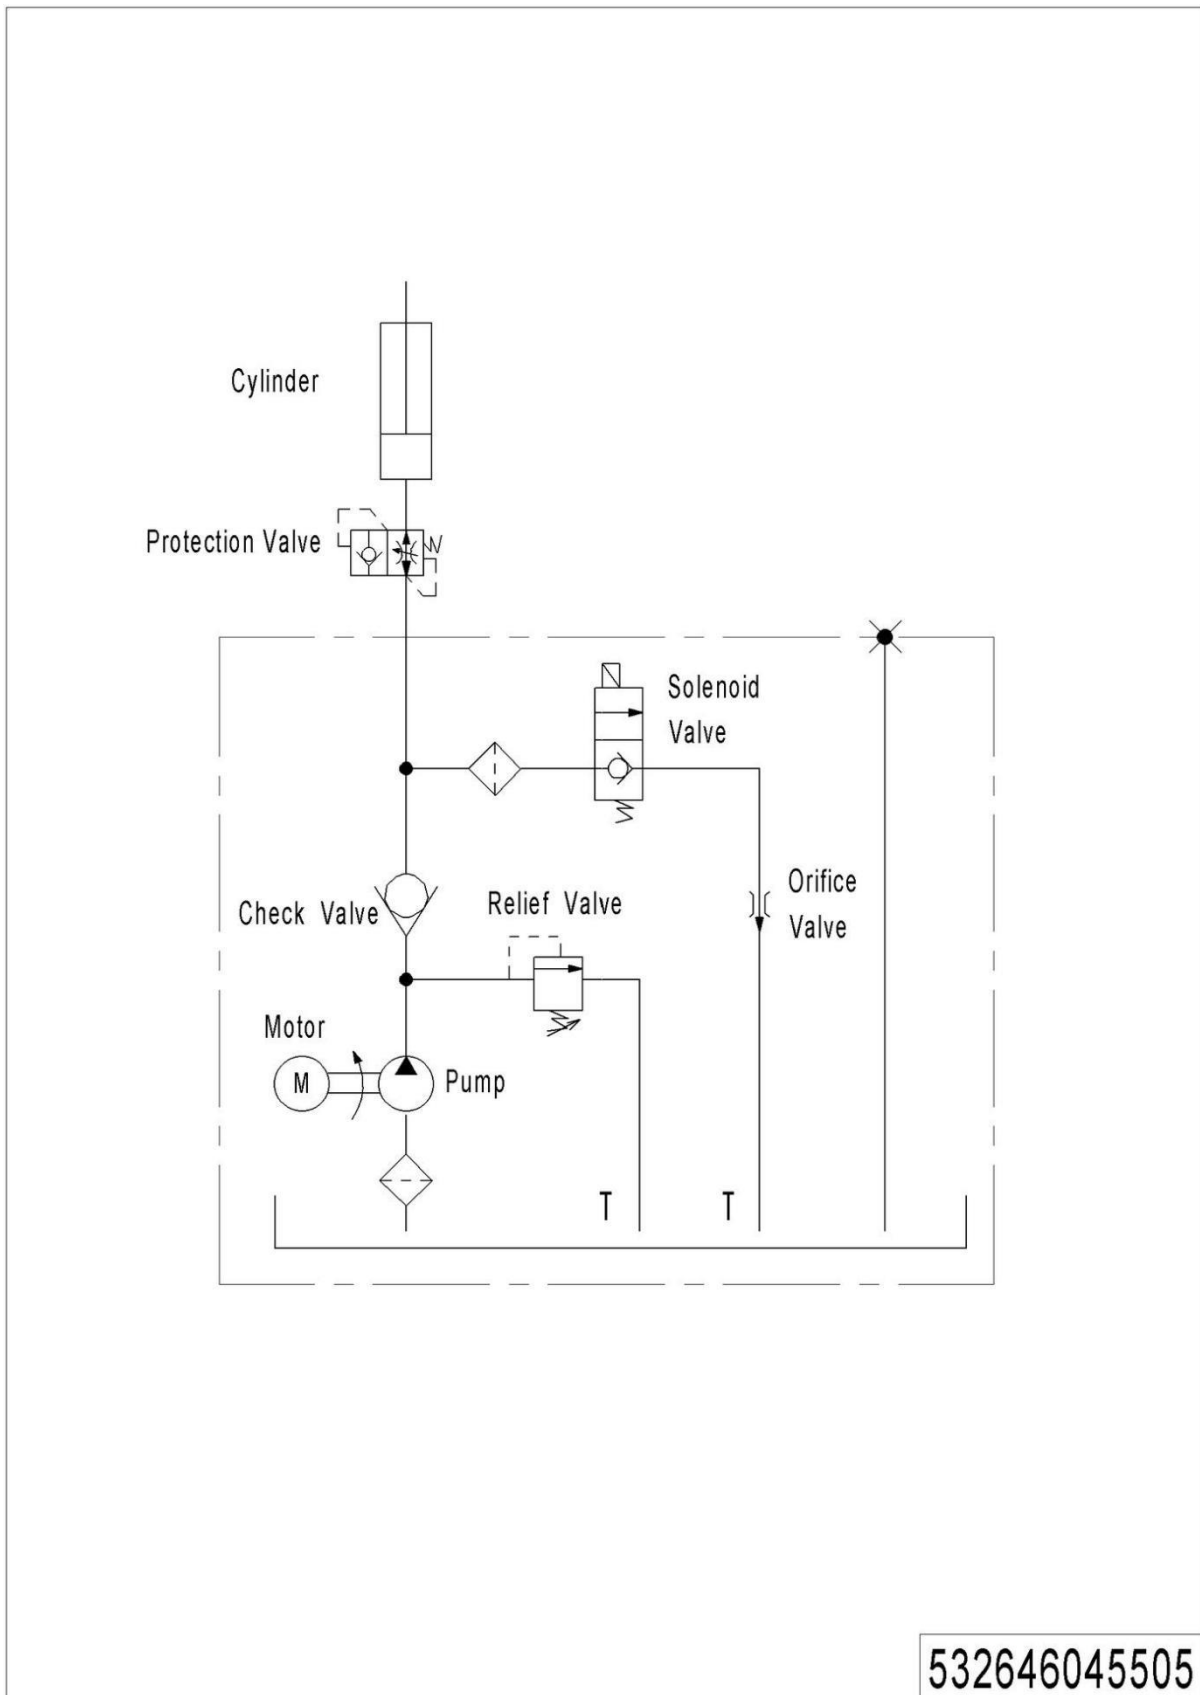 Cylinder
Protection Valve
Solenoid
Valve
Orifice
Valve
Relief Valve
Check Valve
Motor
M
Pump
T
T
532646045505